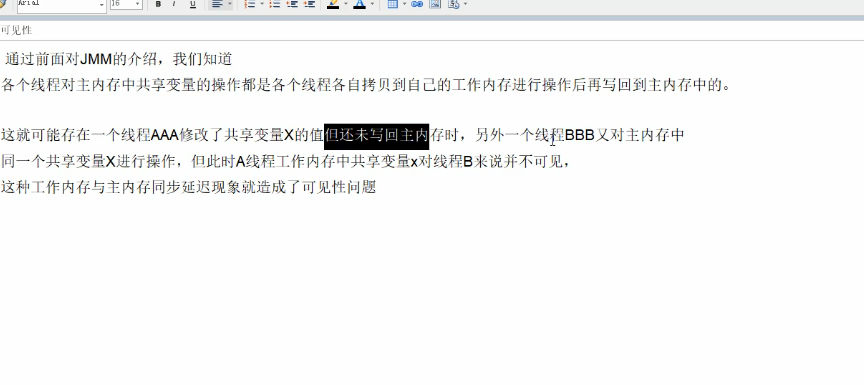 Arial 16 B I U A
可见性
通过前面对JMM的介绍，我们知道
各个线程对主内存中共享变量的操作都是各个线程各自拷贝到自己的工作内存进行操作后再写回到主内存中的。
这就可能存在一个线程AAA修改了共享变量X的值但还未写回主内存时，另外一个线程BBB又对主内存中
同一个共享变量X进行操作，但此时A线程工作内存中共享变量x对线程B来说并不可见，
这种工作内存与主内存同步延迟现象就造成了可见性问题